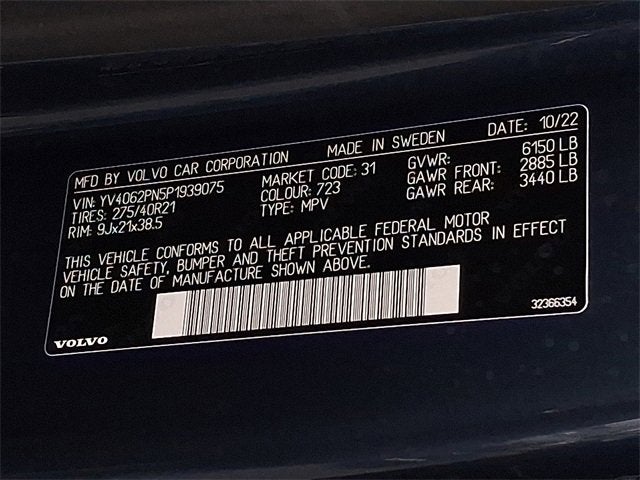 MFD BY VOLVO CAR CORPORATION MADE IN SWEDEN DATE: 10/22
VIN: YV4062PN5P1939075 MARKET CODE: 31 GVWR: 6150 LB
TIRES: 275/40R21 COLOUR: 723 GAWR FRONT: 2885 LB
RIM: 9Jx21x38.5 TYPE: MPV GAWR REAR: 3440 LB
THIS VEHICLE CONFORMS TO ALL APPLICABLE FEDERAL MOTOR
VEHICLE SAFETY, BUMPER AND THEFT PREVENTION STANDARDS IN EFFECT
ON THE DATE OF MANUFACTURE SHOWN ABOVE.
VOLVO 32366354